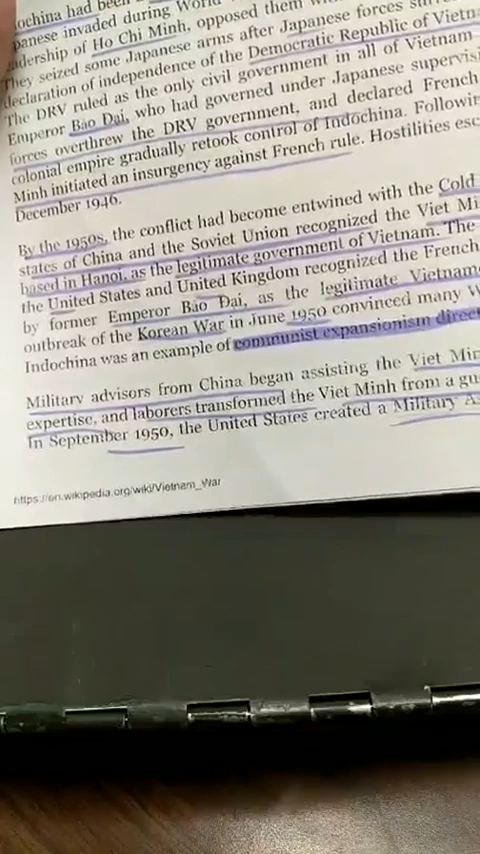 ochina had been
panese invaded during World
adership of Ho Chi Minh, opposed them
They seized some Japanese arms after Japanese forces
declaration of independence of the Democratic Republic of Vietn
The DRV ruled as the only civil government in all of Vietnam
Emperor Bảo Đại, who had governed under Japanese supervisi
forces overthrew the DRV government, and declared French
colonial empire gradually retook control of Indochina. Followin
Minh initiated an insurgency against French rule. Hostilities esc
December 1946.
By the 1950s, the conflict had become entwined with the Cold
states of China and the Soviet Union recognized the Viet Mi
based in Hanoi, as the legitimate government of Vietnam. The
the United States and United Kingdom recognized the French
by former Emperor Bảo Đại, as the legitimate Vietnam
outbreak of the Korean War in June 1950 convinced many W
Indochina was an example of communist expansionism direc
Military advisors from China began assisting the Viet Min
expertise, and laborers transformed the Viet Minh from a gu
In September 1950, the United States created a Military A
https://en.wikipedia.org/wiki/Vietnam_War